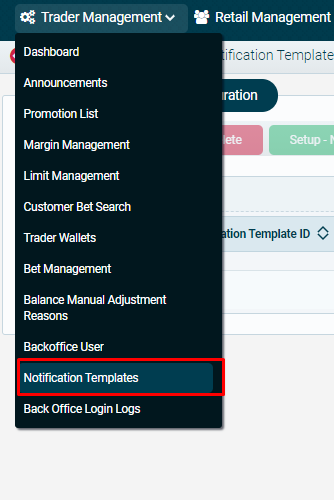 Trader Management
Retail Management
Dashboard
Announcements
Promotion List
Margin Management
Limit Management
Customer Bet Search
Trader Wallets
Bet Management
Balance Manual Adjustment
Reasons
Backoffice User
Notification Templates
Back Office Login Logs
tification Template
uration
lete
Setup - N
ation Template ID